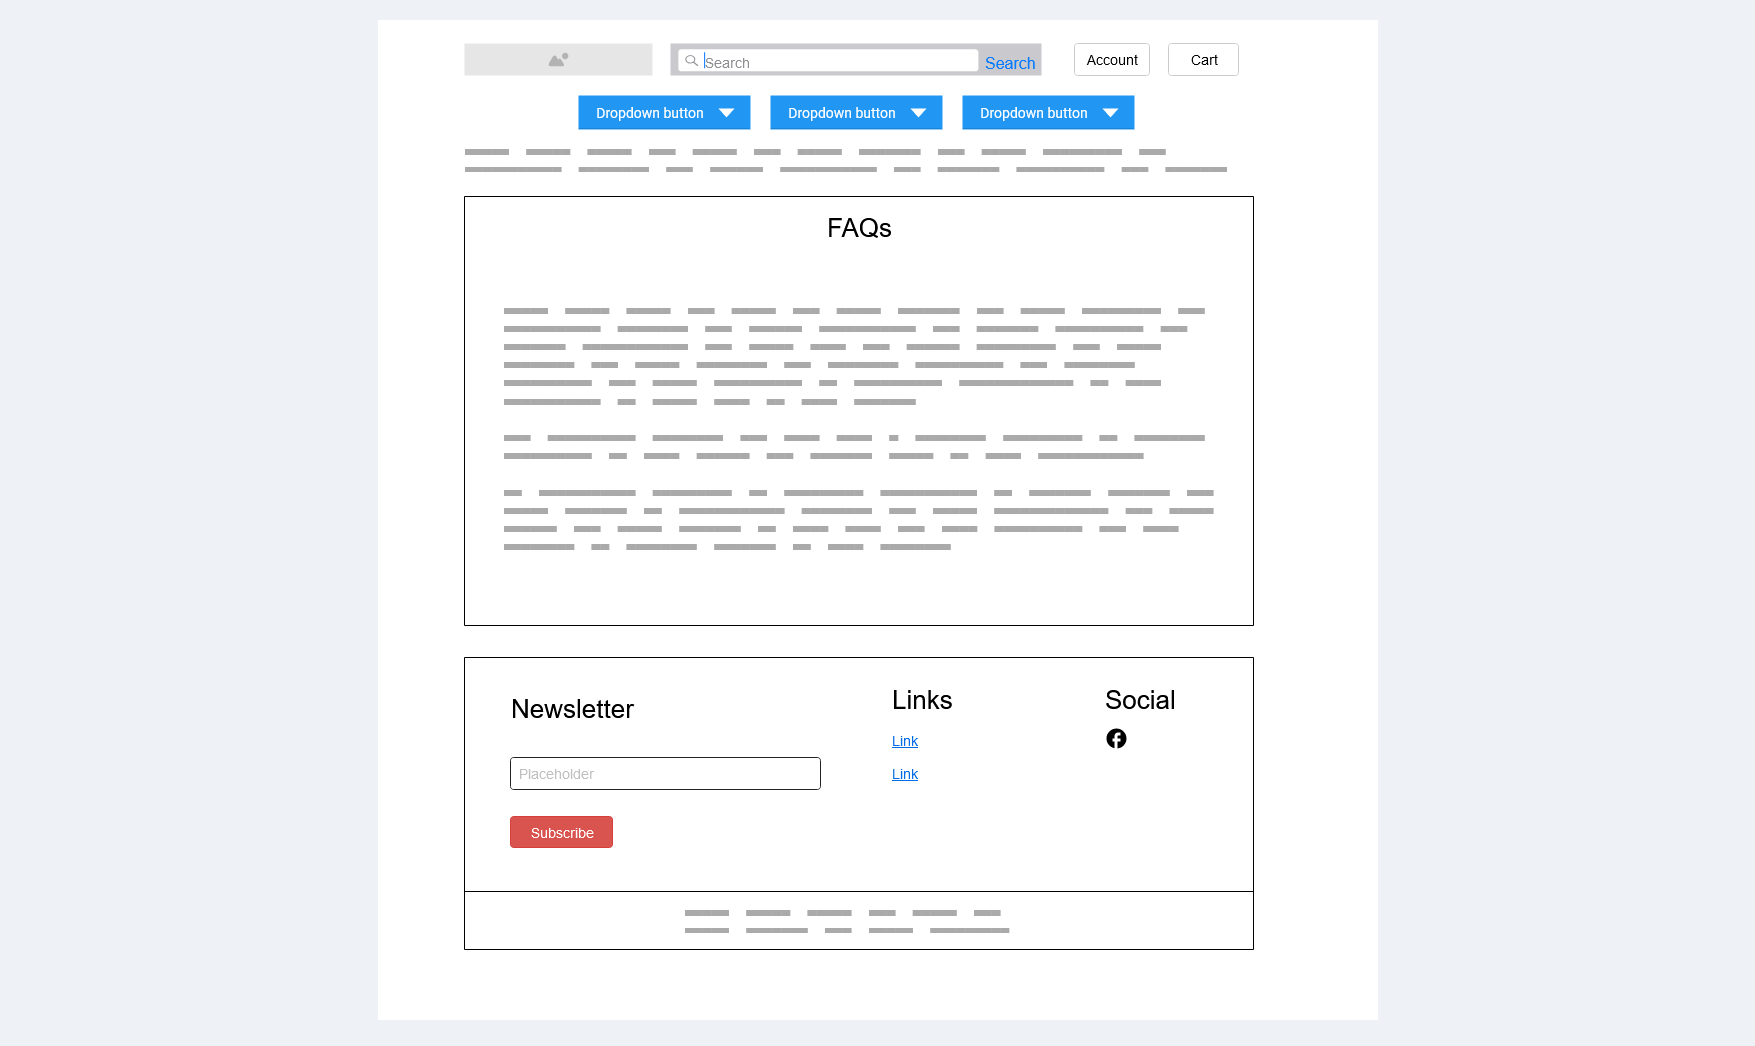 Search
Search
Account
Cart
Dropdown button
Dropdown button
Dropdown button
FAQs
Newsletter
Placeholder
Subscribe
Links
Link
Link
Social